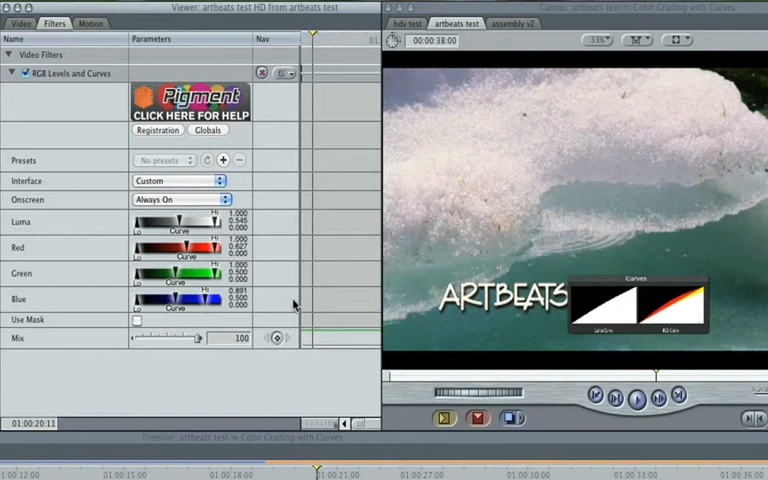 Viewer: artbeats test HD from artbeats test
Canvas: artbeats test in Color Grading with Curves
Video Filters Motion
hdv test artbeats test assembly v2
Name Parameters Nav 01
00:00:38:00 33%
Video Filters
RGB Levels and Curves
Pigment
CLICK HERE FOR HELP
Registration Globals
Presets No presets
Interface Custom
Onscreen Always On
Luma Hi 1.000
0.545
Lo Curve 0.000
Red Hi 1.000
0.627
Lo Curve 0.000
Green Hi 1.000
0.500
Lo Curve 0.000
Blue Hi 0.891
0.500
Lo Curve 0.000
Use Mask
Mix 100
ARTBEATS
Curves
01:00:20:11
Timeline: artbeats test in Color Grading with Curves
01:00:12:00 01:00:15:00 01:00:18:00 01:00:21:00 01:00:27:00 01:00:30:00 01:00:33:00 01:00:36:00